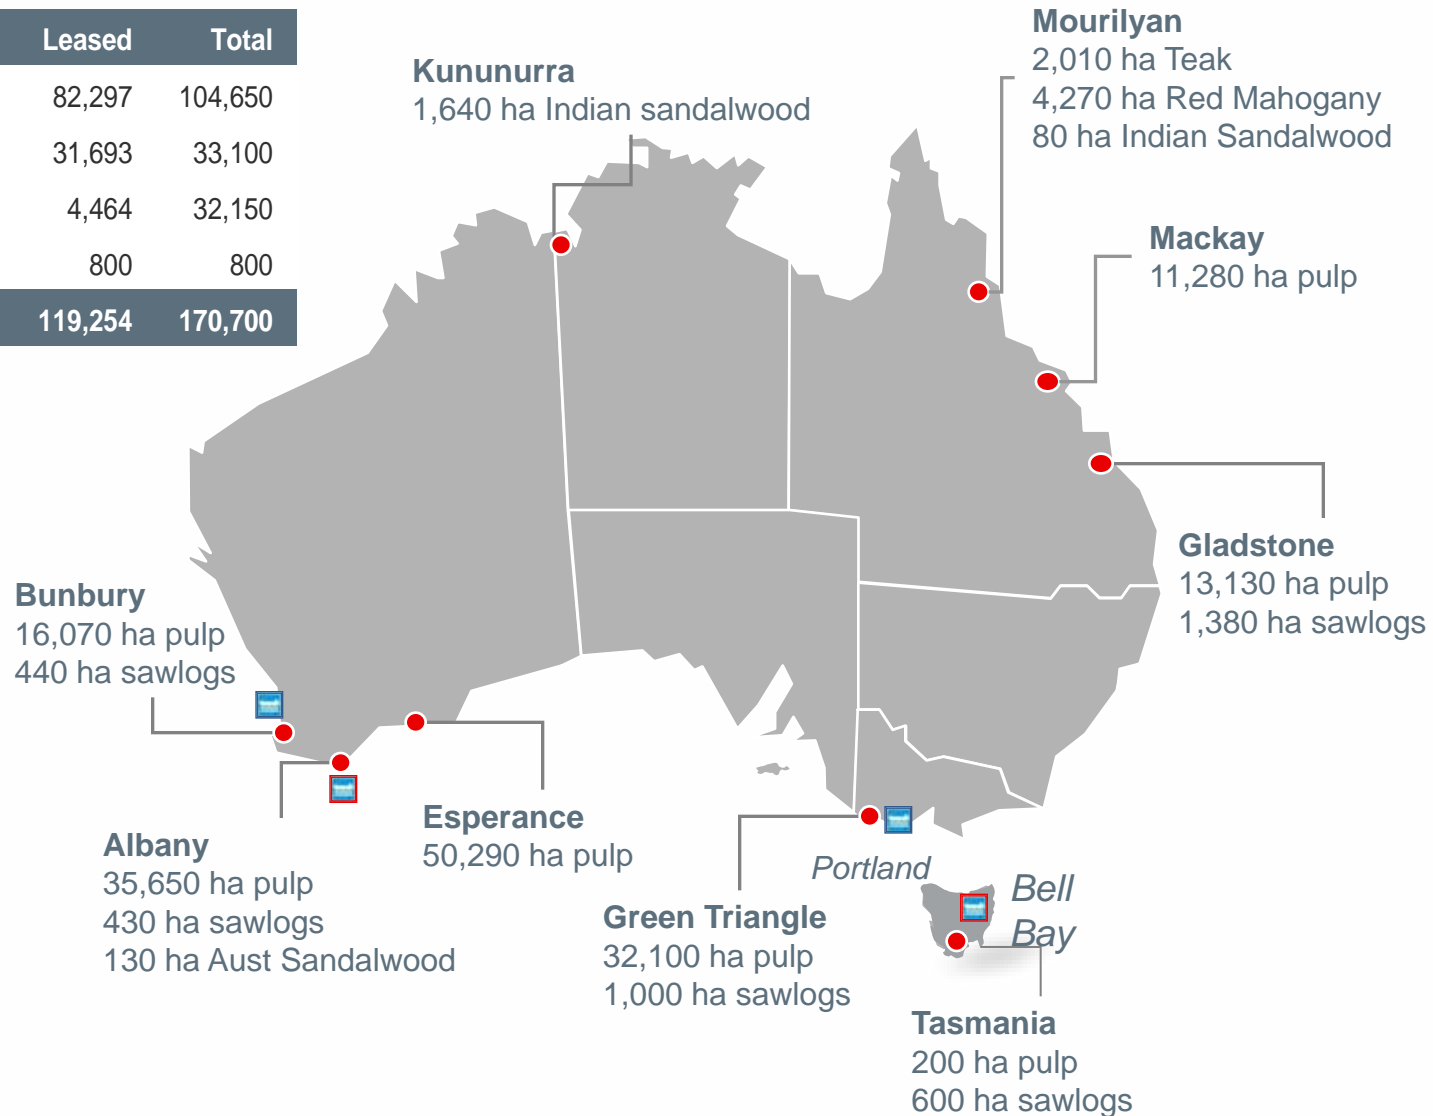 Leased Total
82,297 104,650
31,693 33,100
4,464 32,150
800 800
119,254 170,700
Kununurra
1,640 ha Indian sandalwood
Mourilyan
2,010 ha Teak
4,270 ha Red Mahogany
80 ha Indian Sandalwood
Mackay
11,280 ha pulp
Gladstone
13,130 ha pulp
1,380 ha sawlogs
Bunbury
16,070 ha pulp
440 ha sawlogs
Albany
35,650 ha pulp
430 ha sawlogs
130 ha Aust Sandalwood
Esperance
50,290 ha pulp
Green Triangle
32,100 ha pulp
1,000 ha sawlogs
Portland
Bell
Bay
Tasmania
200 ha pulp
600 ha sawlogs